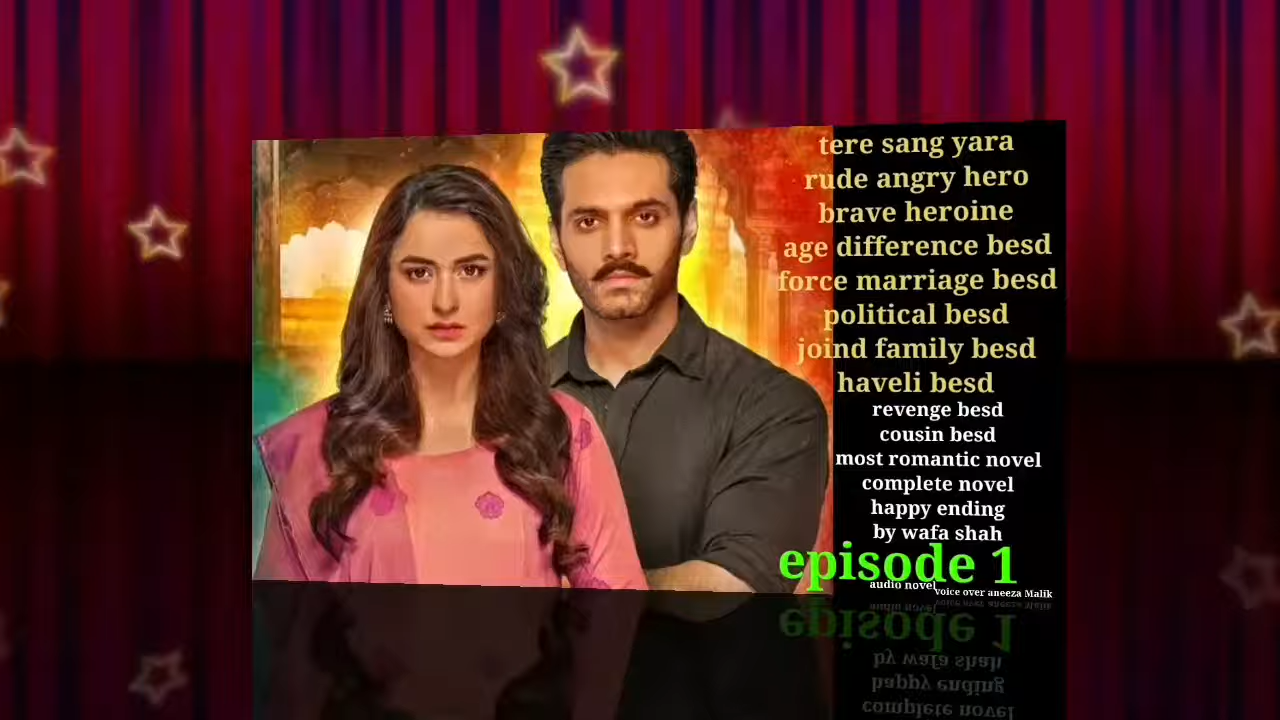 tere sang yara
rude angry hero
brave heroine
age difference besd
force marriage besd
political besd
joind family besd
haveli besd
revenge besd
cousin besd
most romantic novel
complete novel
happy ending
by wafa shah
episode 1
audio novel
voice over aneeza Malik